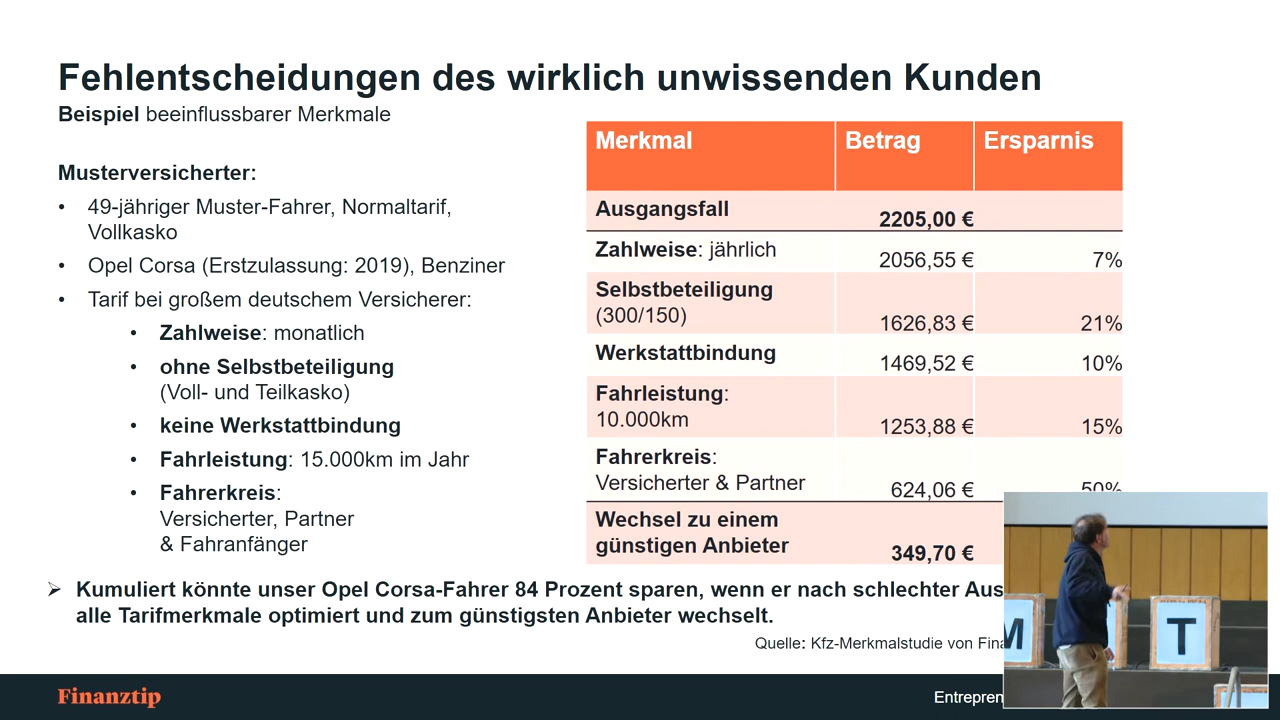 Fehlentscheidungen des wirklich unwissenden Kunden
Beispiel beeinflussbarer Merkmale
Musterversicherter:
• 49-jähriger Muster-Fahrer, Normaltarif,
Vollkasko
• Opel Corsa (Erstzulassung: 2019), Benziner
• Tarif bei großem deutschem Versicherer:
• Zahlweise: monatlich
• ohne Selbstbeteiligung
(Voll- und Teilkasko)
• keine Werkstattbindung
• Fahrleistung: 15.000km im Jahr
• Fahrerkreis:
Versicherter, Partner
& Fahranfänger
Merkmal Betrag Ersparnis
Ausgangsfall 2205,00 €
Zahlweise: jährlich 2056,55 € 7%
Selbstbeteiligung
(300/150) 1626,83 € 21%
Werkstattbindung 1469,52 € 10%
Fahrleistung:
10.000km 1253,88 € 15%
Fahrerkreis:
Versicherter & Partner 624,06 € 50%
Wechsel zu einem
günstigen Anbieter 349,70 €
➢ Kumuliert könnte unser Opel Corsa-Fahrer 84 Prozent sparen, wenn er nach schlechter
alle Tarifmerkmale optimiert und zum günstigsten Anbieter wechselt.
Quelle: Kfz-Merkmalstudie von
Finanztip
M T